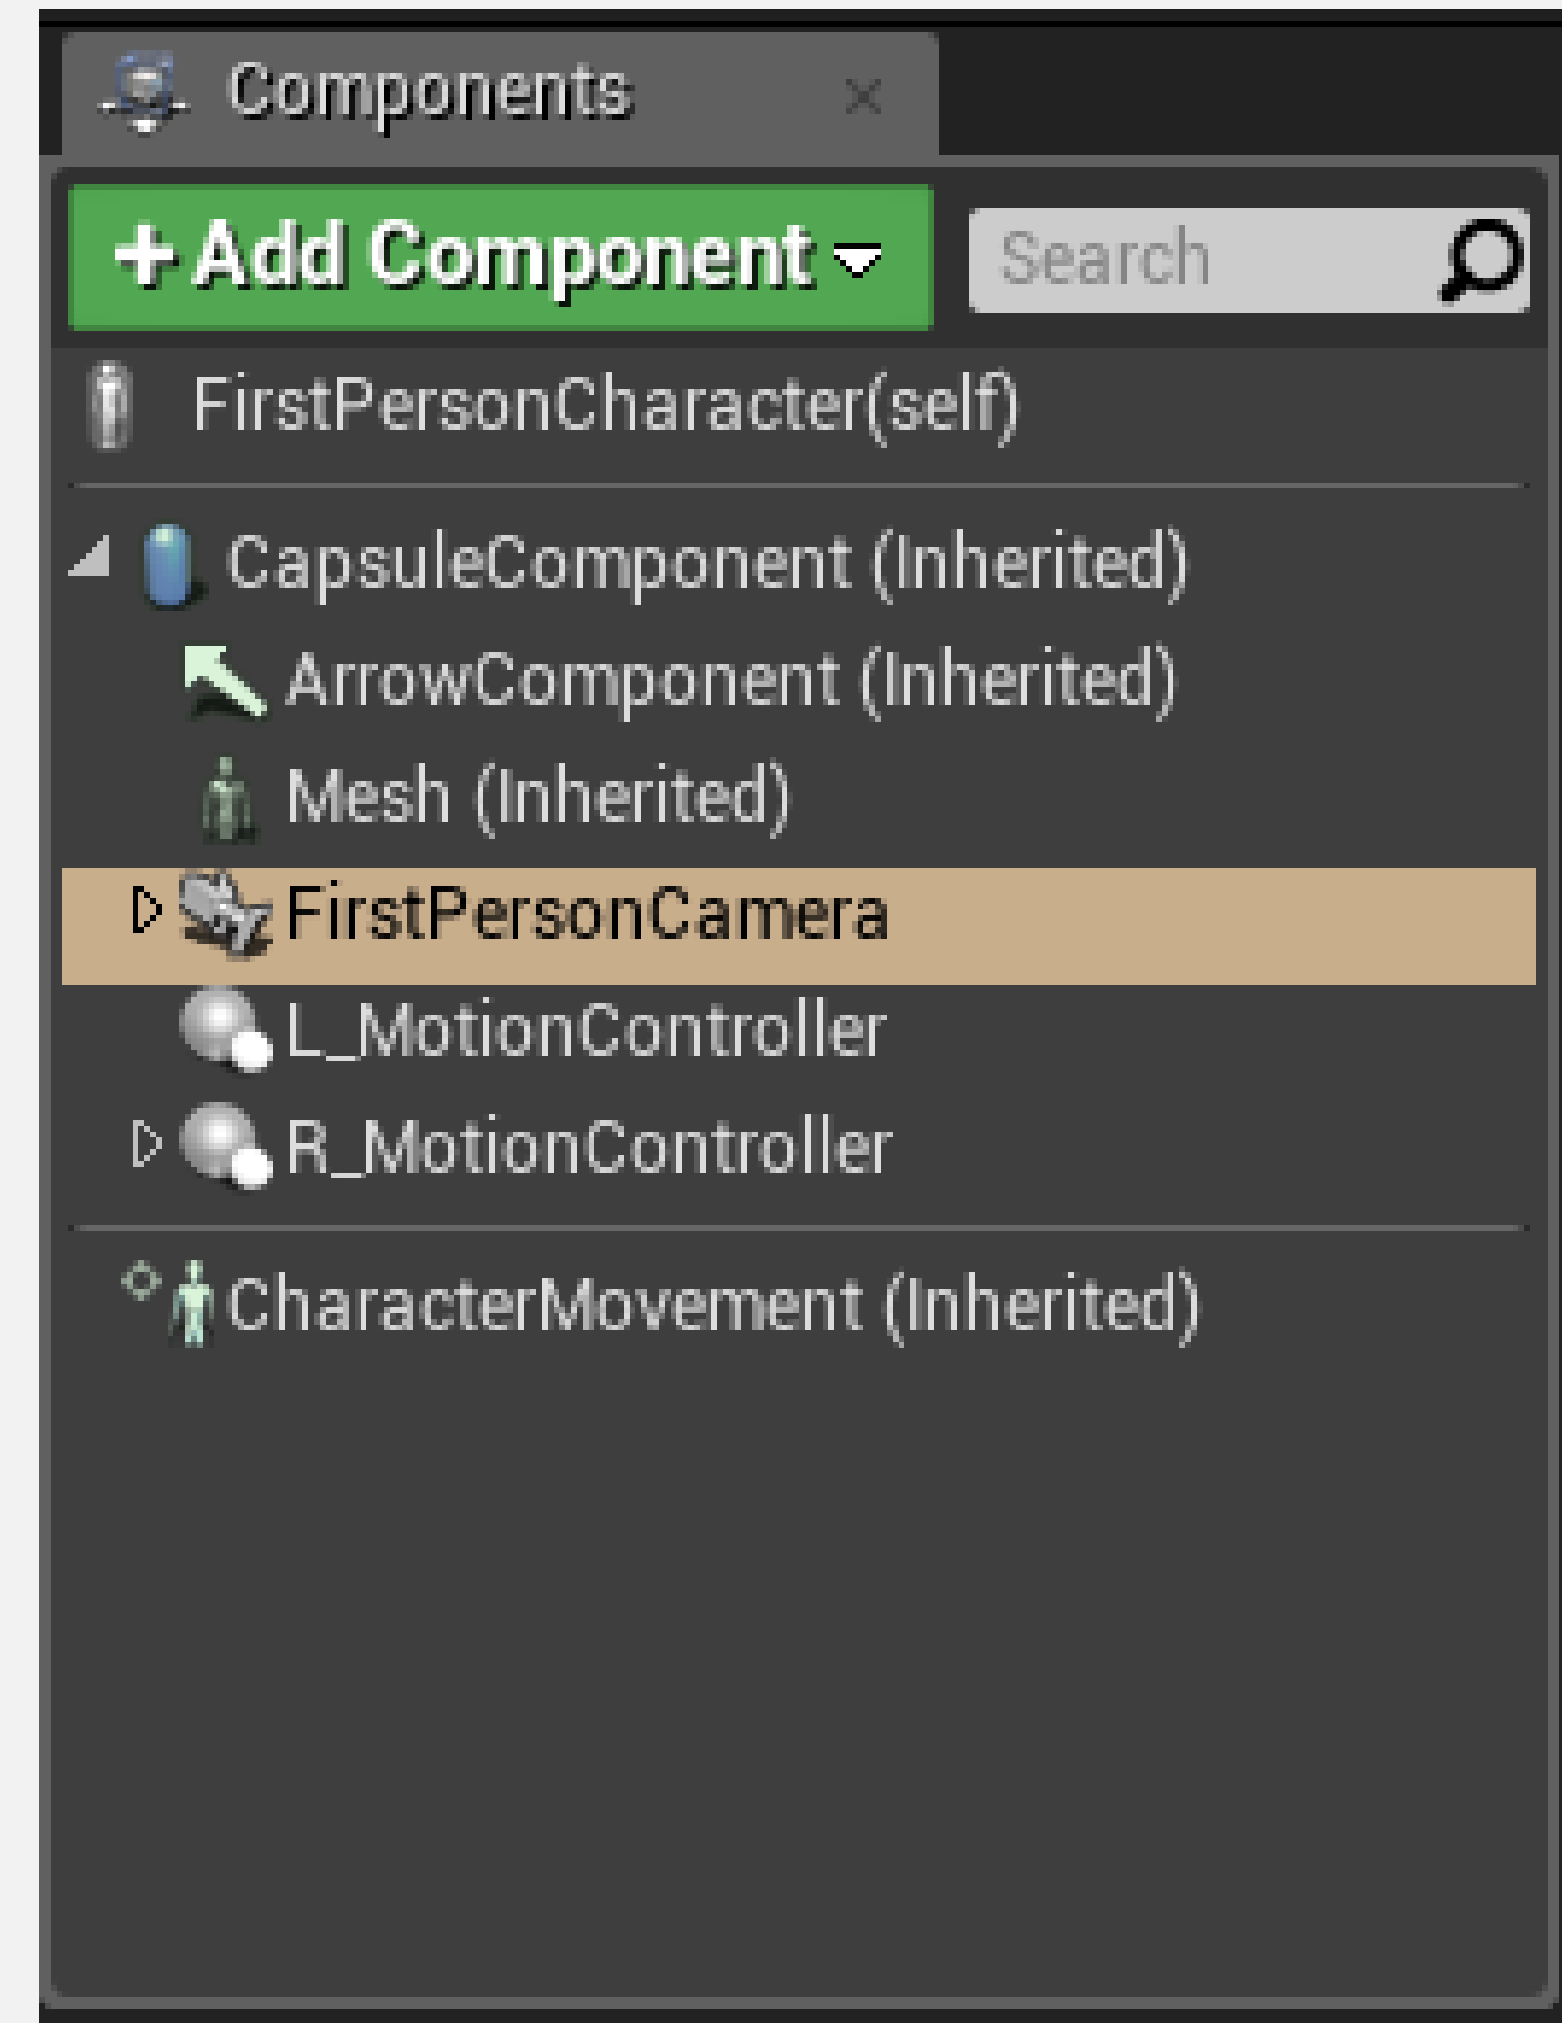 Components
+ Add Component
Search
FirstPersonCharacter(self)
CapsuleComponent (Inherited)
ArrowComponent (Inherited)
Mesh (Inherited)
FirstPersonCamera
L_MotionController
R_MotionController
CharacterMovement (Inherited)